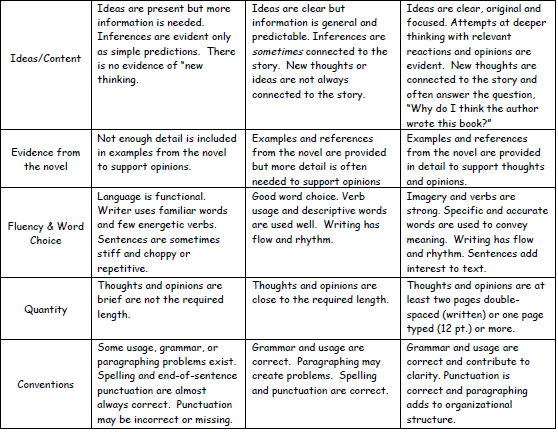 Ideas/Content
Ideas are present but more
information is needed.
Inferences are evident only
as simple predictions.  There
is no evidence of “new
thinking.
Ideas are clear but
information is general and
predictable. Inferences are
sometimes connected to the
story.  New thoughts or
ideas are not always
connected to the story.
Ideas are clear, original and
focused. Attempts at deeper
thinking with relevant
reactions and opinions are
evident.  New thoughts are
connected to the story and
often answer the question,
“Why do I think the author
wrote this book?”
Evidence from
the novel
Not enough detail is included
in examples from the novel
to support opinions.
Examples and references
from the novel are provided
but more detail is often
needed to support opinions
Examples and references
from the novel are provided
in detail to support thoughts
and opinions.
Fluency & Word
Choice
Language is functional.
Writer uses familiar words
and few energetic verbs.
Sentences are sometimes
stiff and choppy or
repetitive.
Good word choice. Verb
usage and descriptive words
are used well.  Writing has
flow and rhythm.
Imagery and verbs are
strong. Specific and accurate
words are used to convey
meaning.  Writing has flow
and rhythm. Sentences add
interest to text.
Quantity
Thoughts and opinions are
brief are not the required
length.
Thoughts and opinions are
close to the required length.
Thoughts and opinions are at
least two pages double-
spaced (written) or one page
typed (12 pt.) or more.
Conventions
Some usage, grammar, or
paragraphing problems exist.
Spelling and end-of-sentence
punctuation are almost
always correct.  Punctuation
may be incorrect or missing.
Grammar and usage are
correct.  Paragraphing may
create problems.  Spelling
and punctuation are correct.
Grammar and usage are
correct and contribute to
clarity. Punctuation is
correct and paragraphing
adds to organizational
structure.